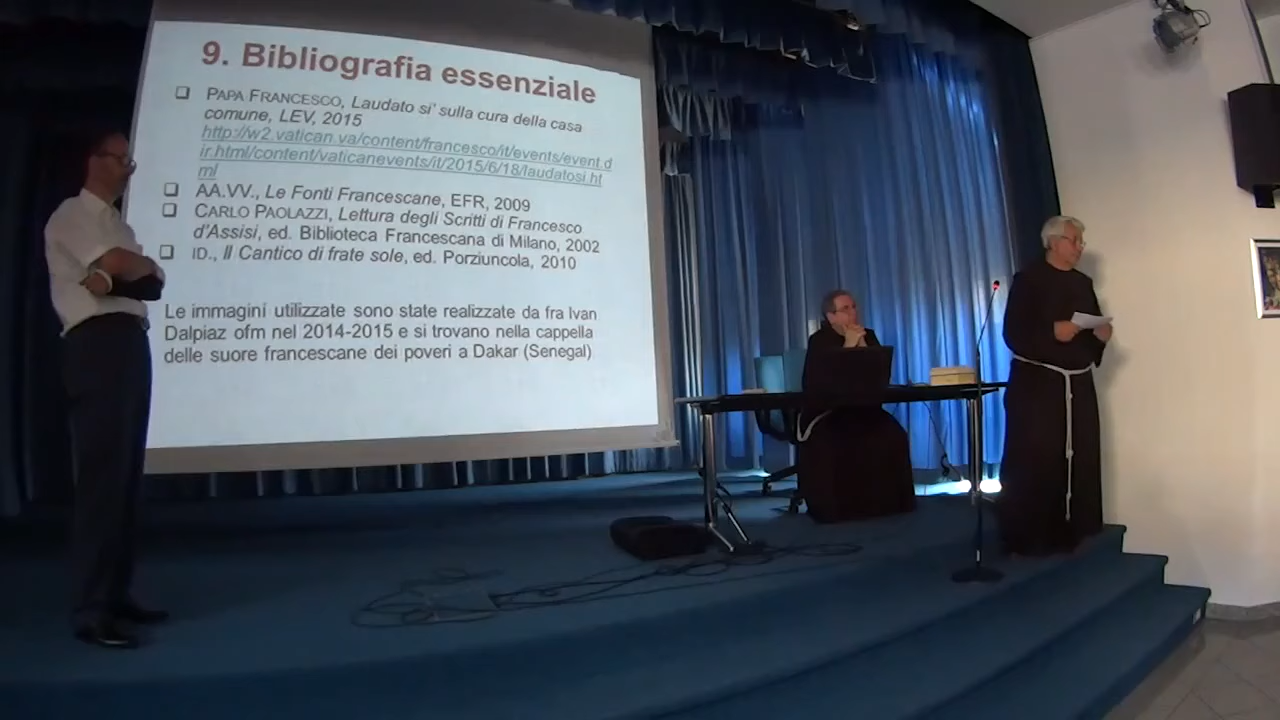 9. Bibliografia essenziale
❑ PAPA FRANCESCO, Laudato si' sulla cura della casa
comune, LEV, 2015
http://w2.vatican.va/content/francesco/it/events/event.d
ir.html/content/vaticanevents/it/2015/6/18/laudatosi.ht
ml
❑ AA.VV., Le Fonti Francescane, EFR, 2009
❑ CARLO PAOLAZZI, Lettura degli Scritti di Francesco
d'Assisi, ed. Biblioteca Francescana di Milano, 2002
❑ ID., Il Cantico di frate sole, ed. Porziuncola, 2010
Le immagini utilizzate sono state realizzate da fra Ivan
Dalpiaz ofm nel 2014-2015 e si trovano nella cappella
delle suore francescane dei poveri a Dakar (Senegal)